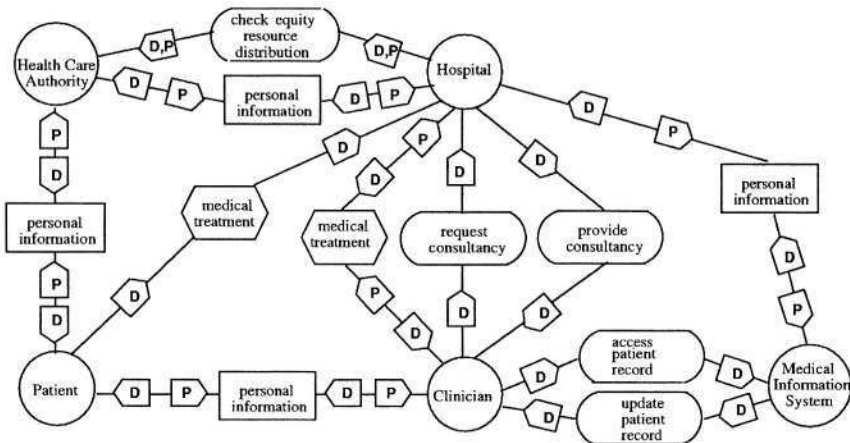 check equity
resource
distribution
D,P
D,P
Health Care
Authority
Hospital
D
P
personal
information
D
P
D
P
P
D
D
D
P
D
D
personal
information
medical
treatment
medical
treatment
request
consultancy
provide
consultancy
personal
information
P
D
D
P
D
D
D
D
P
access
patient
record
D
D
Patient
D
P
personal
information
D
P
Clinician
Medical
Information
System
D
D
update
patient
record